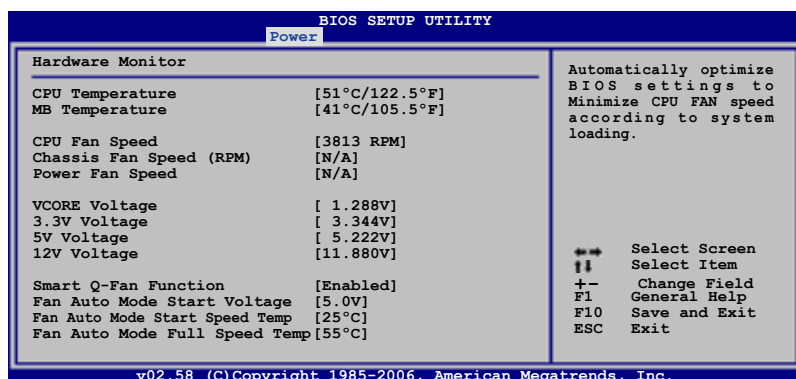 BIOS SETUP UTILITY
Power
Hardware Monitor
CPU Temperature [51°C/122.5°F]
MB Temperature [41°C/105.5°F]
CPU Fan Speed [3813 RPM]
Chassis Fan Speed (RPM) [N/A]
Power Fan Speed [N/A]
VCORE Voltage [ 1.288V]
3.3V Voltage [ 3.344V]
5V Voltage [ 5.222V]
12V Voltage [11.880V]
Smart Q-Fan Function [Enabled]
Fan Auto Mode Start Voltage [5.0V]
Fan Auto Mode Start Speed Temp [25°C]
Fan Auto Mode Full Speed Temp [55°C]
Automatically optimize
BIOS settings to
Minimize CPU FAN speed
according to system
loading.
←→ Select Screen
↑↓ Select Item
+- Change Field
F1 General Help
F10 Save and Exit
ESC Exit
v02.58 (C)Copyright 1985-2006, American Megatrends, Inc.